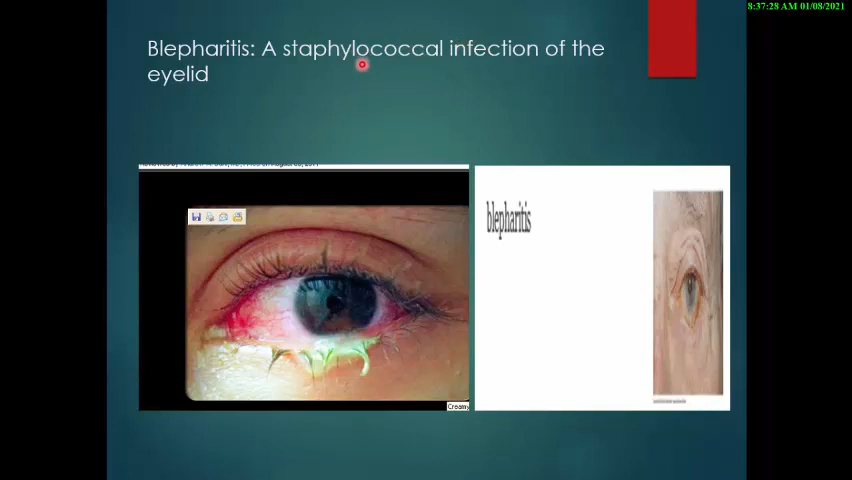 8:37:28 AM 01/08/2021
Blepharitis: A staphylococcal infection of the
eyelid
blepharitis
Creamy